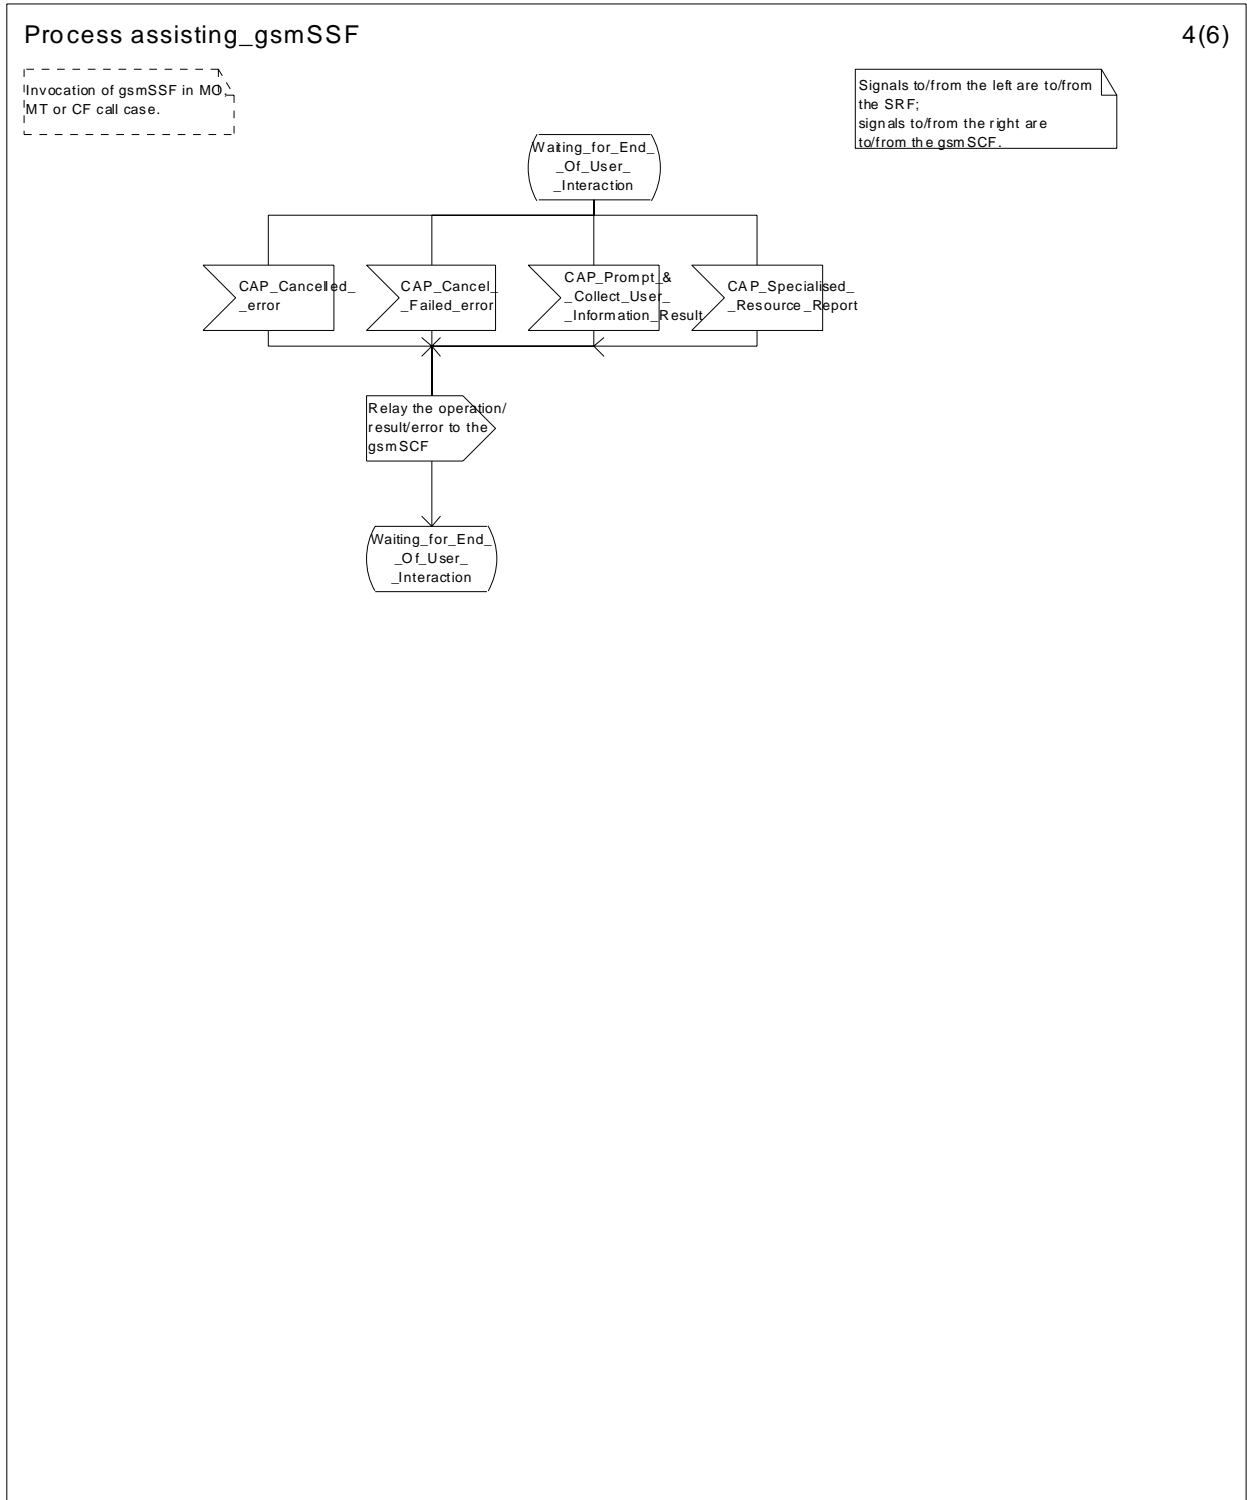 Process assisting_gsmSSF
4(6)
Invocation of gsmSSF in MO,
MT or CF call case.
Signals to/from the left are to/from
the SRF;
signals to/from the right are
to/from the gsmSCF.
Waiting_for_End_
_Of_User_
_Interaction
CAP_Cancelled_
_error
CAP_Cancel_
_Failed_error
CAP_Prompt_&
_Collect_User_
_Information_Result
CAP_Specialised_
_Resource_Report
Relay the operation/
result/error to the
gsmSCF
Waiting_for_End_
_Of_User_
_Interaction